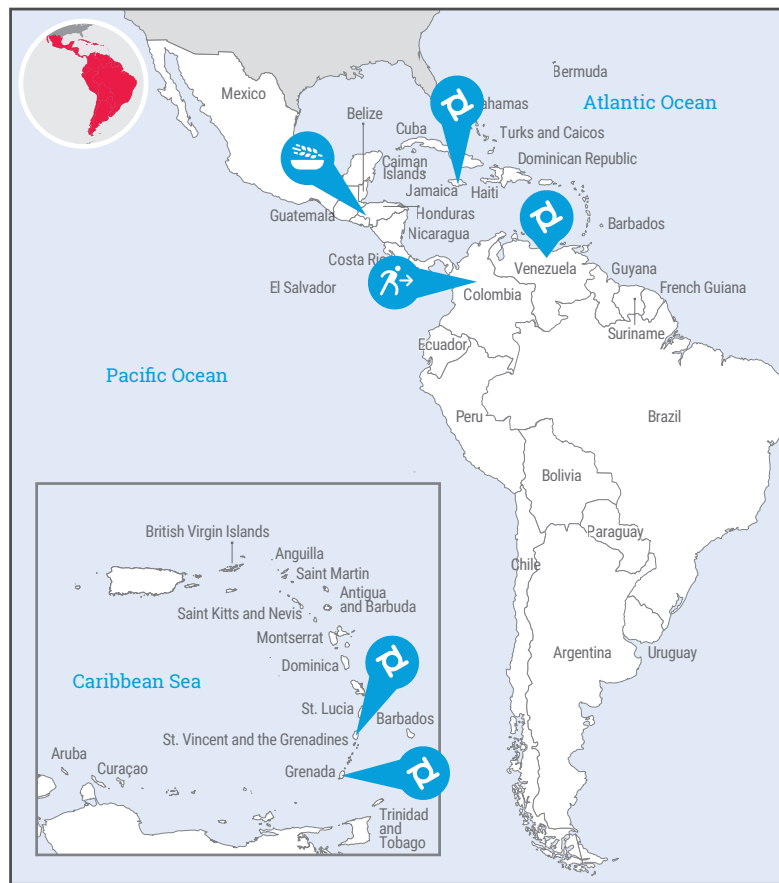 Bermuda
Mexico
Atlantic Ocean
ahamas
Belize
Cuba
Turks and Caicos
Caiman
Islands
Dominican Republic
Jamaica
Haiti
Guatemala
Honduras
Barbados
Nicaragua
Costa Ri
Venezuela
Guyana
El Salvador
Colombia
French Guiana
Suriname
Ecuador
Pacific Ocean
Peru
Brazil
Bolivia
British Virgin Islands
Paraguay
Anguilla
Chile
Saint Martin
Antigua
and Barbuda
Saint Kitts and Nevis
Montserrat
Argentina
Uruguay
Dominica
Caribbean Sea
St. Lucia
Barbados
St. Vincent and the Grenadines
Aruba
Curaçao
Grenada
Trinidad
and
Tobago